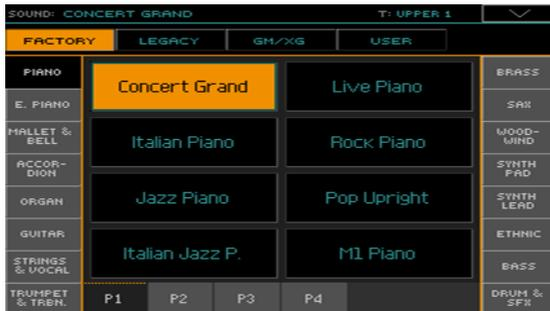 SOUND: CONCERT GRAND T: UPPER 1
FACTORY LEGACY GM/XG USER
PIANO
E. PIANO
MALLET &
BELL
ACCOR-
DION
ORGAN
GUITAR
STRINGS
& VOCAL
TRUMPET
& TRBN.
Concert Grand Live Piano
Italian Piano Rock Piano
Jazz Piano Pop Upright
Italian Jazz P. M1 Piano
P1 P2 P3 P4
BRASS
SAX
WOOD-
WIND
SYNTH
PAD
SYNTH
LEAD
ETHNIC
BASS
DRUM &
SFX